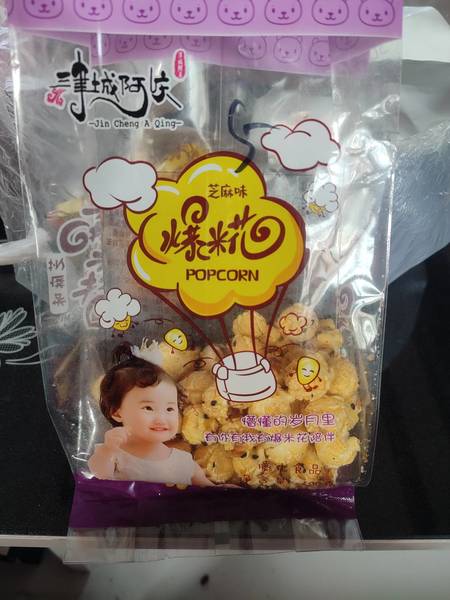 津城阿庆
-Jin Cheng A Qing-
芝麻味
爆米花
POPCORN
懵懂的岁月里
有你有我有爆米花陪伴